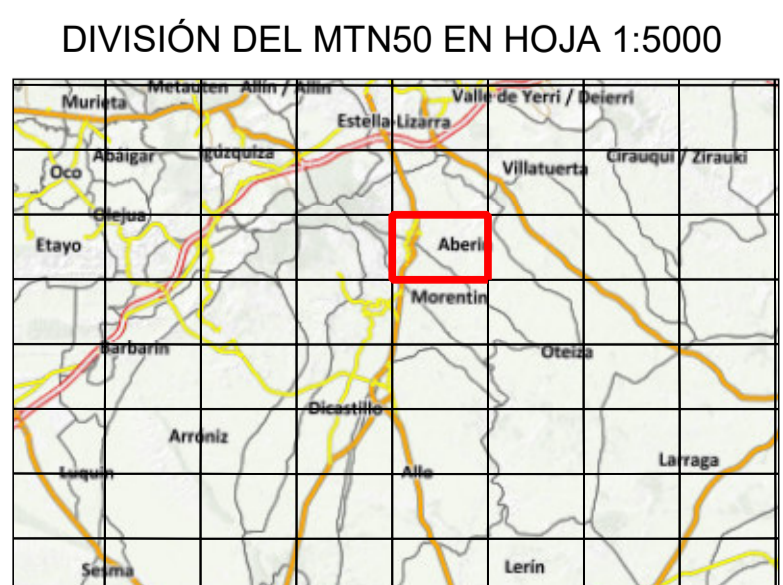 DIVISIÓN DEL MTN50 EN HOJA 1:5000
Metauten
Allín / Allin
Murieta
Valle de Yerri / Deierri
Estella-Lizarra
Abáigar
Igúzquiza
Cirauqui / Zirauki
Oco
Villatuerta
Olejua
Etayo
Aberin
Morentin
Barbarin
Oteiza
Dicastillo
Arróniz
Larraga
Luquin
Allo
Lerín
Sesma